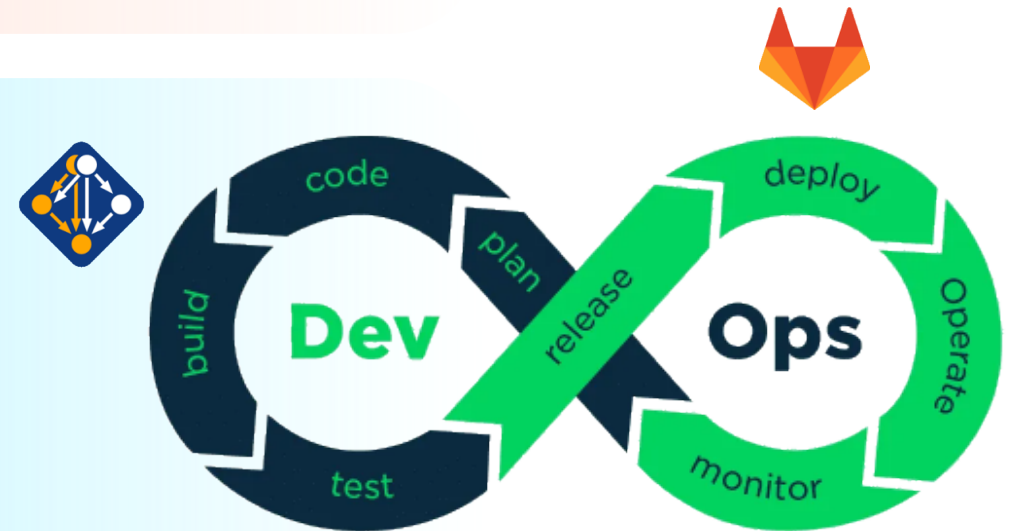 code
deploy
plan
build
Dev
release
Ops
Operate
test
monitor